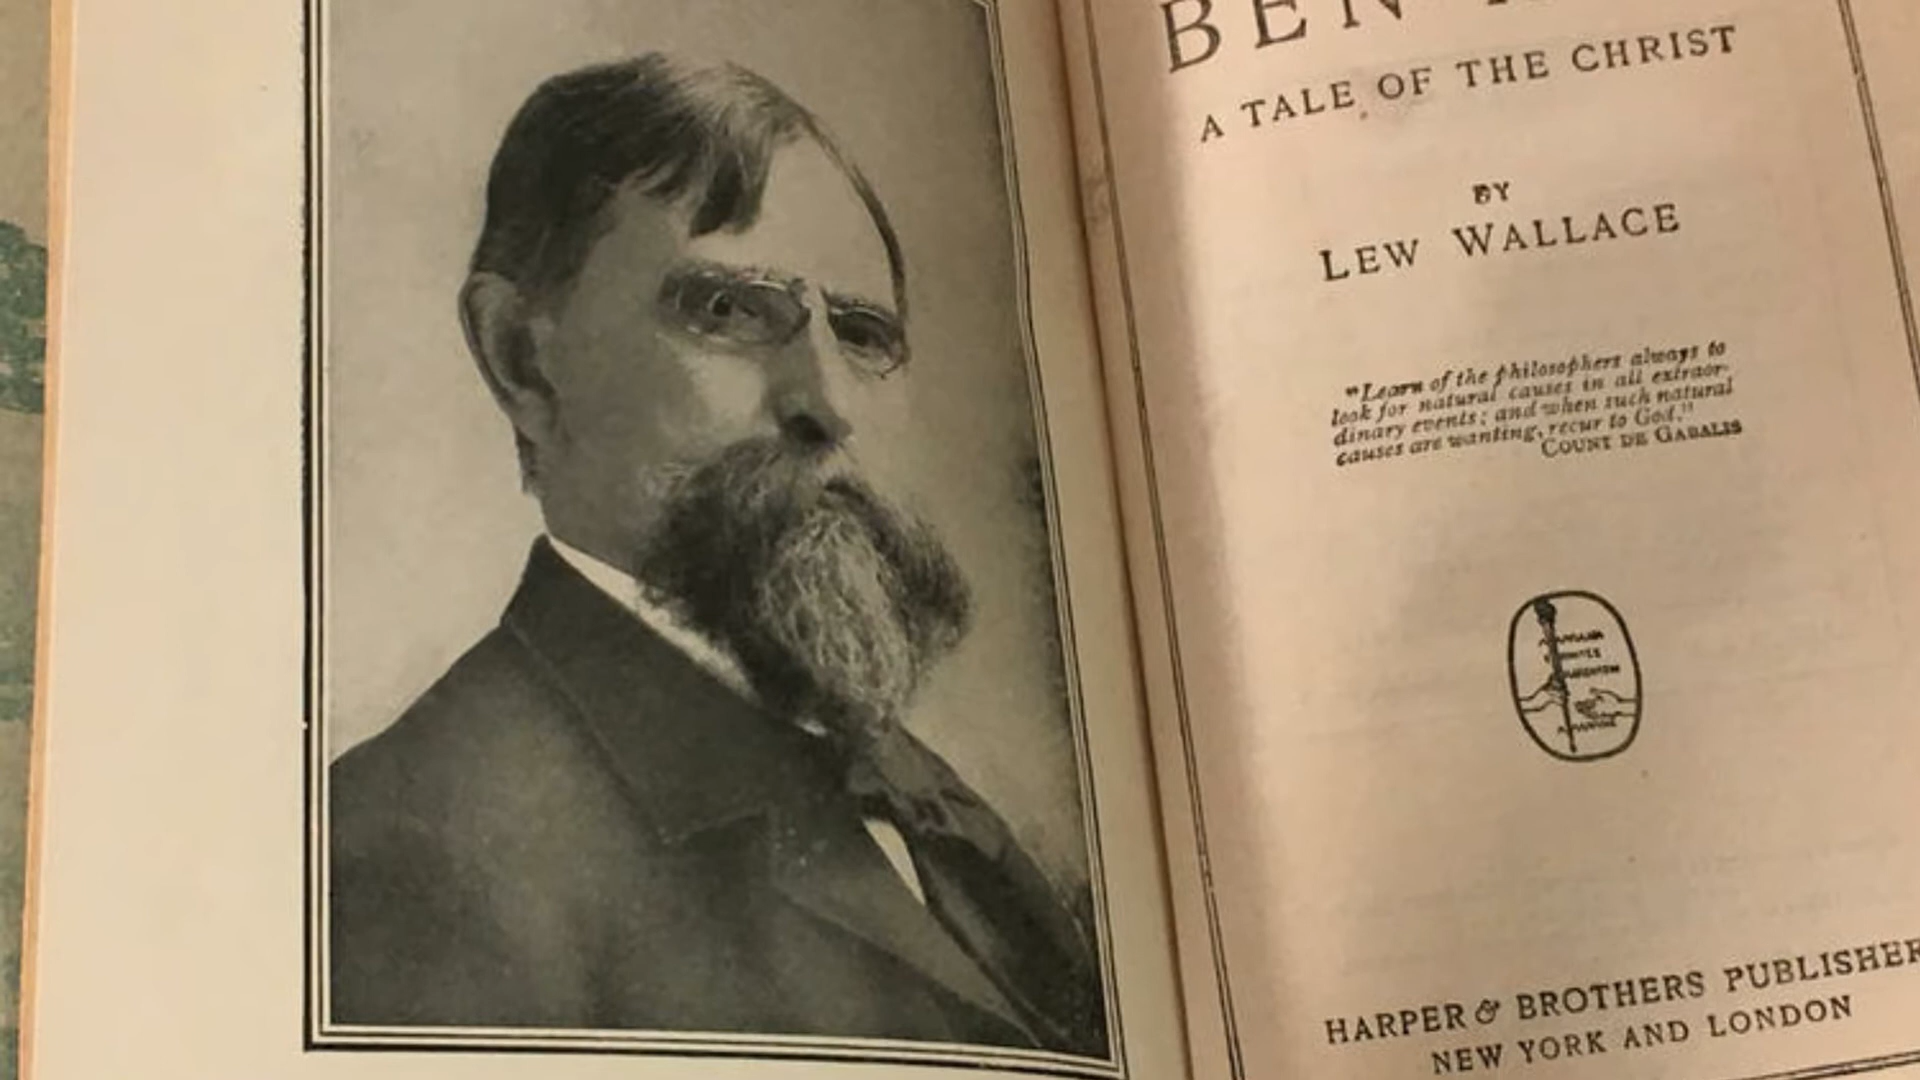 BEN
A TALE OF THE CHRIST
BY
LEW WALLACE
"Learn of the philosophers always to
look for natural causes in all extraor-
dinary events; and when such natural
causes are wanting, recur to God."
COUNT DE GABALIS
HARPER & BROTHERS PUBLISHER
NEW YORK AND LONDON